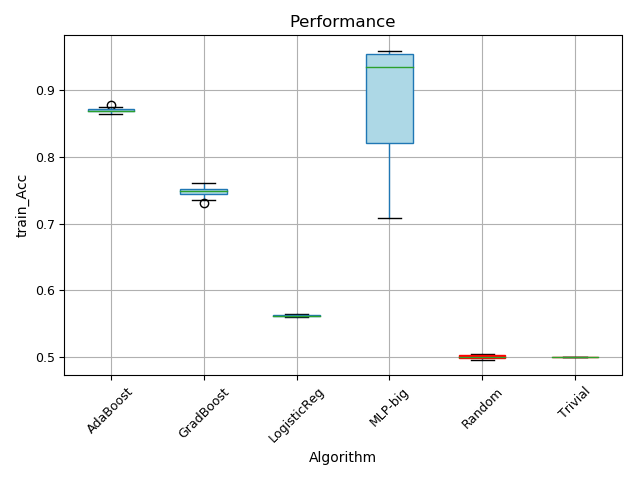 Performance
train_Acc
0.9
0.8
0.7
0.6
0.5
AdaBoost
GradBoost
LogisticReg
MLP-big
Random
Trivial
Algorithm